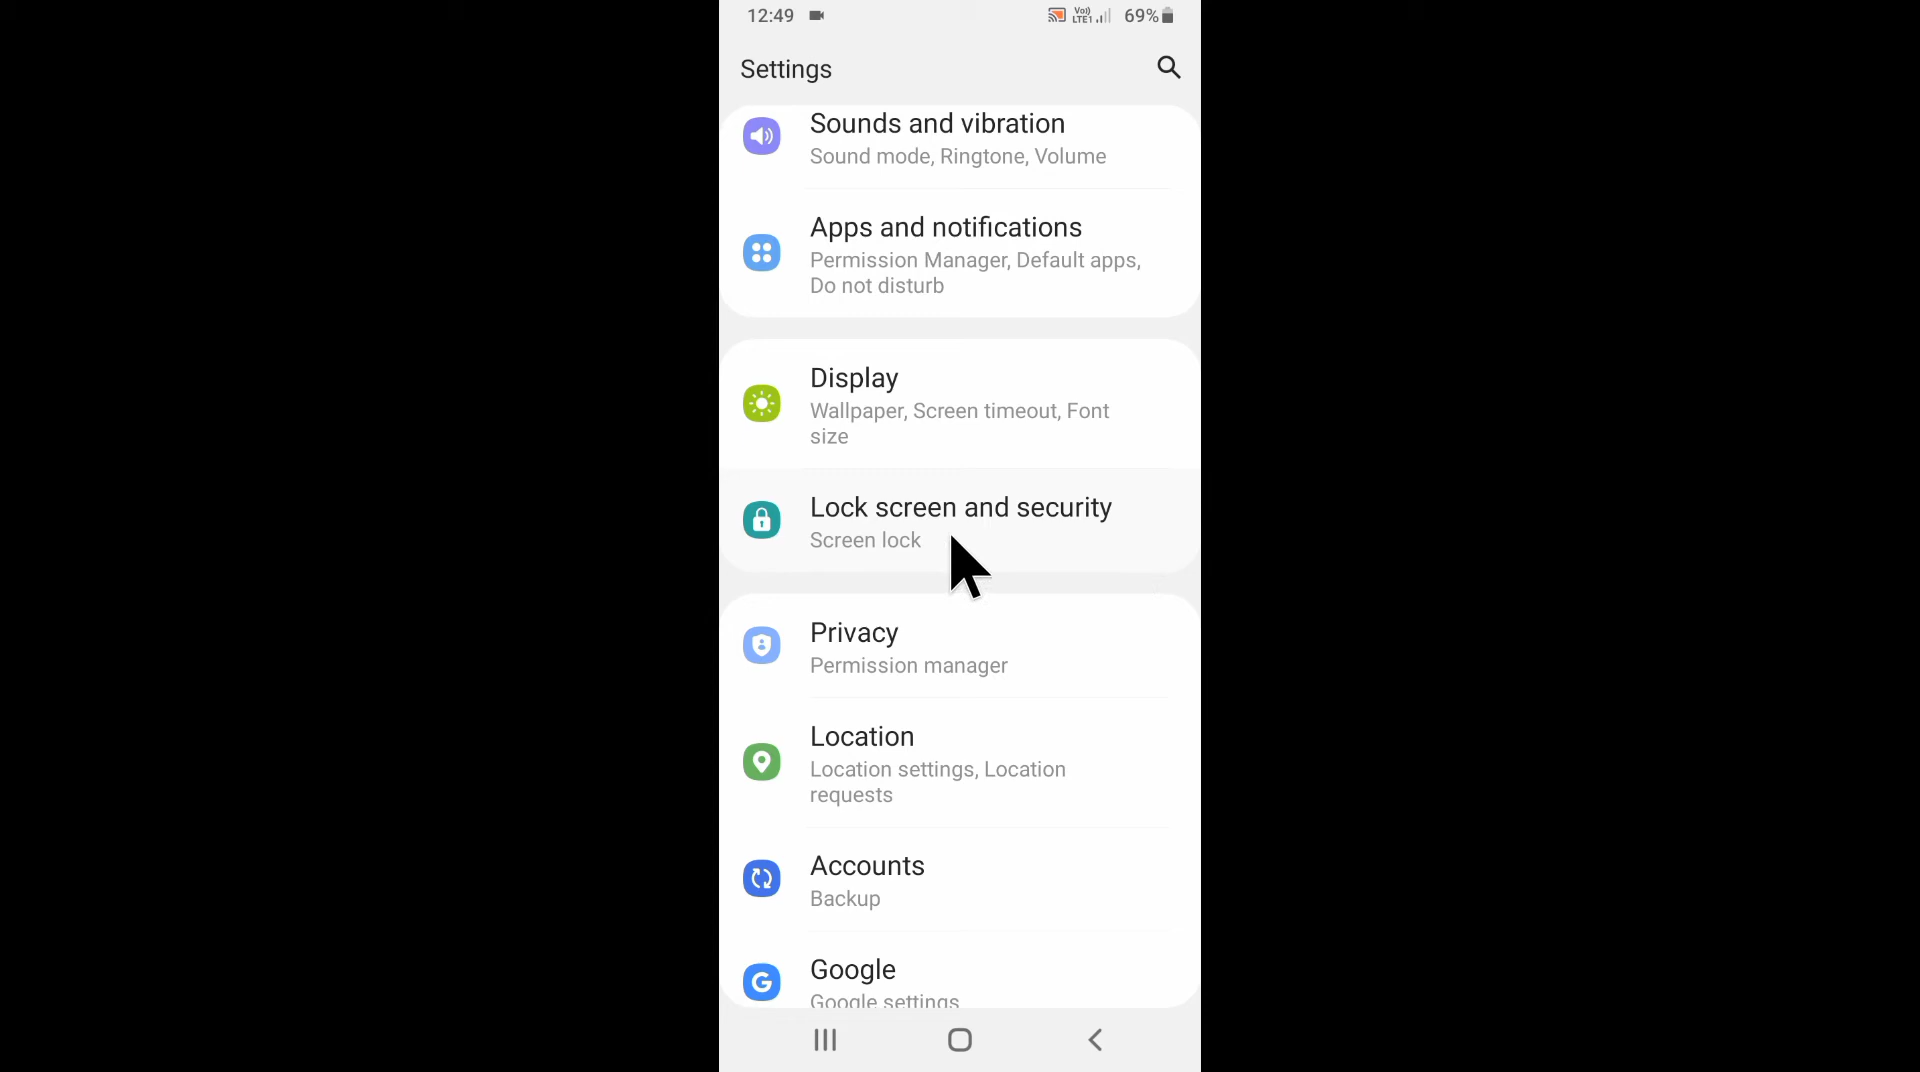 12:49 Vo)) LTE1 69%
Settings
Sounds and vibration
Sound mode, Ringtone, Volume
Apps and notifications
Permission Manager, Default apps,
Do not disturb
Display
Wallpaper, Screen timeout, Font
size
Lock screen and security
Screen lock
Privacy
Permission manager
Location
Location settings, Location
requests
Accounts
Backup
G Google
Google settings